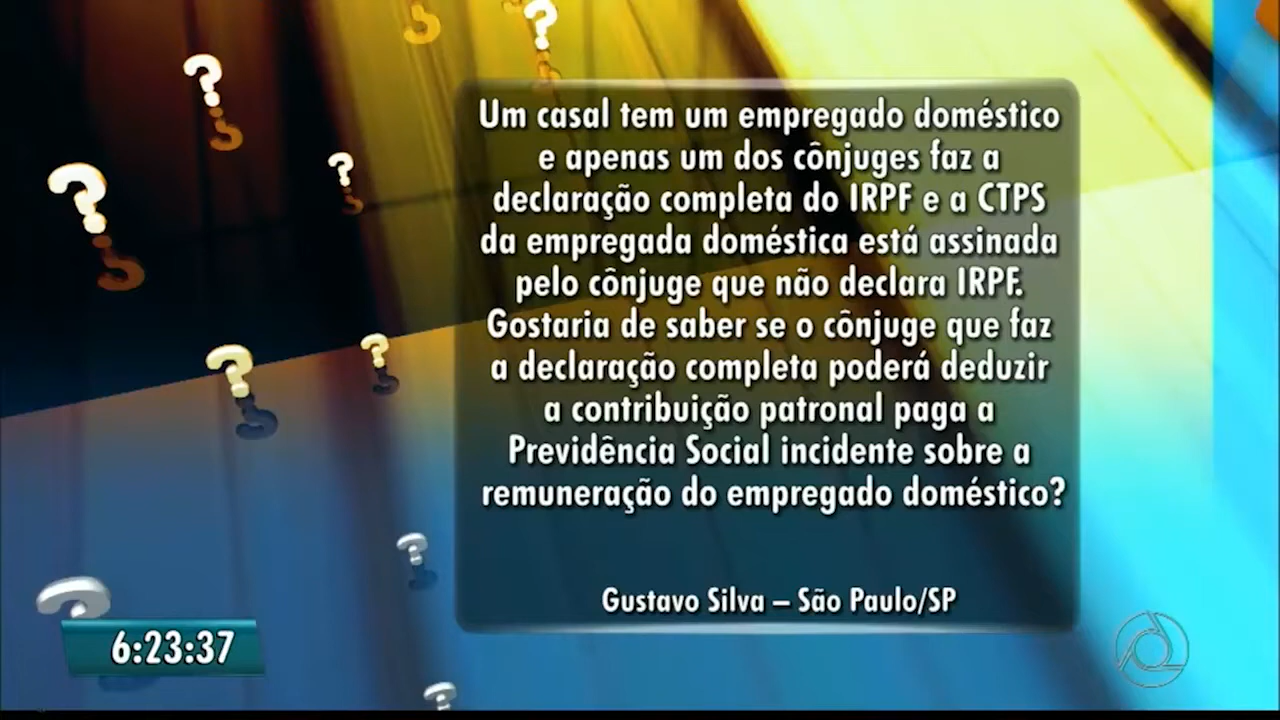 Um casal tem um empregado doméstico
e apenas um dos cônjuges faz a
declaração completa do IRPF e a CTPS
da empregada doméstica está assinada
pelo cônjuge que não declara IRPF.
Gostaria de saber se o cônjuge que faz
a declaração completa poderá deduzir
a contribuição patronal paga a
Previdência Social incidente sobre a
remuneração do empregado doméstico?
Gustavo Silva – São Paulo/SP
6:23:37